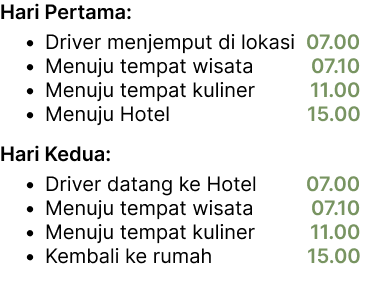 Hari Pertama:
• Driver menjemput di lokasi 07.00
• Menuju tempat wisata 07.10
• Menuju tempat kuliner 11.00
• Menuju Hotel 15.00
Hari Kedua:
• Driver datang ke Hotel 07.00
• Menuju tempat wisata 07.10
• Menuju tempat kuliner 11.00
• Kembali ke rumah 15.00